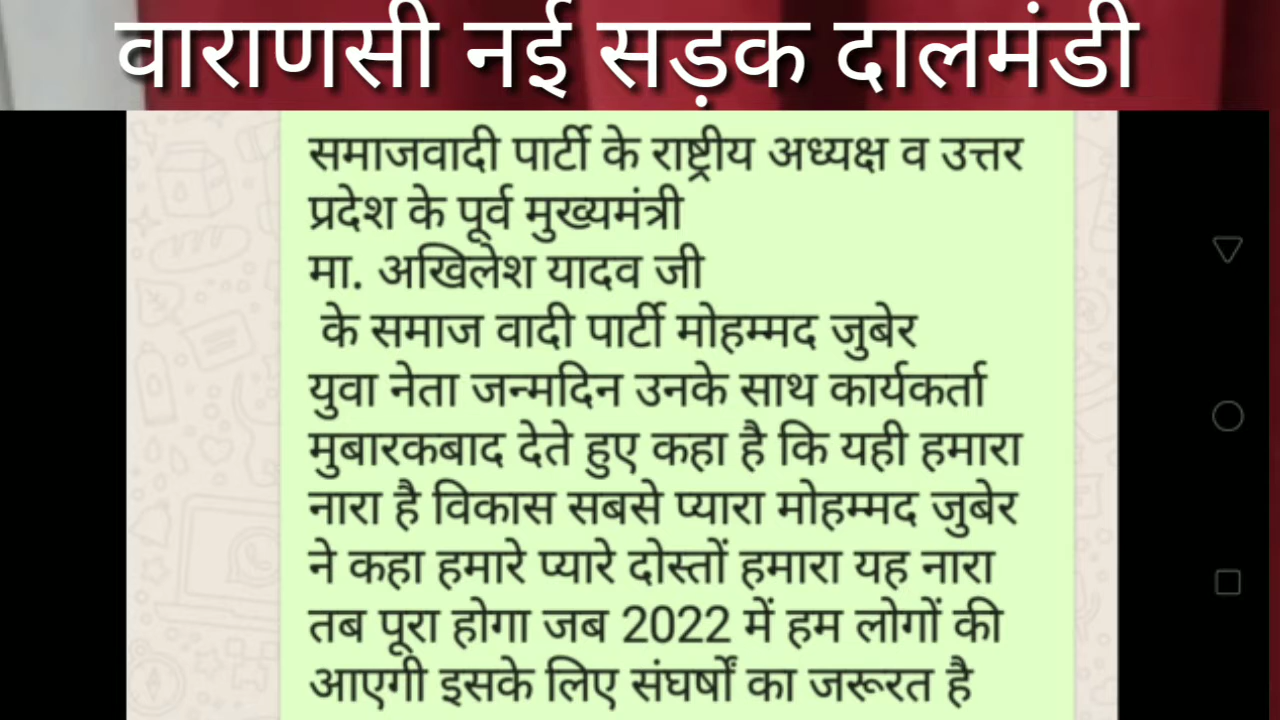 वाराणसी नई सड़क दालमंडी
समाजवादी पार्टी के राष्ट्रीय अध्यक्ष व उत्तर
प्रदेश के पूर्व मुख्यमंत्री
मा. अखिलेश यादव जी
के समाज वादी पार्टी मोहम्मद जुबेर
युवा नेता जन्मदिन उनके साथ कार्यकर्ता
मुबारकबाद देते हुए कहा है कि यही हमारा
नारा है विकास सबसे प्यारा मोहम्मद जुबेर
ने कहा हमारे प्यारे दोस्तों हमारा यह नारा
तब पूरा होगा जब 2022 में हम लोगों की
आएगी इसके लिए संघर्षों का जरूरत है